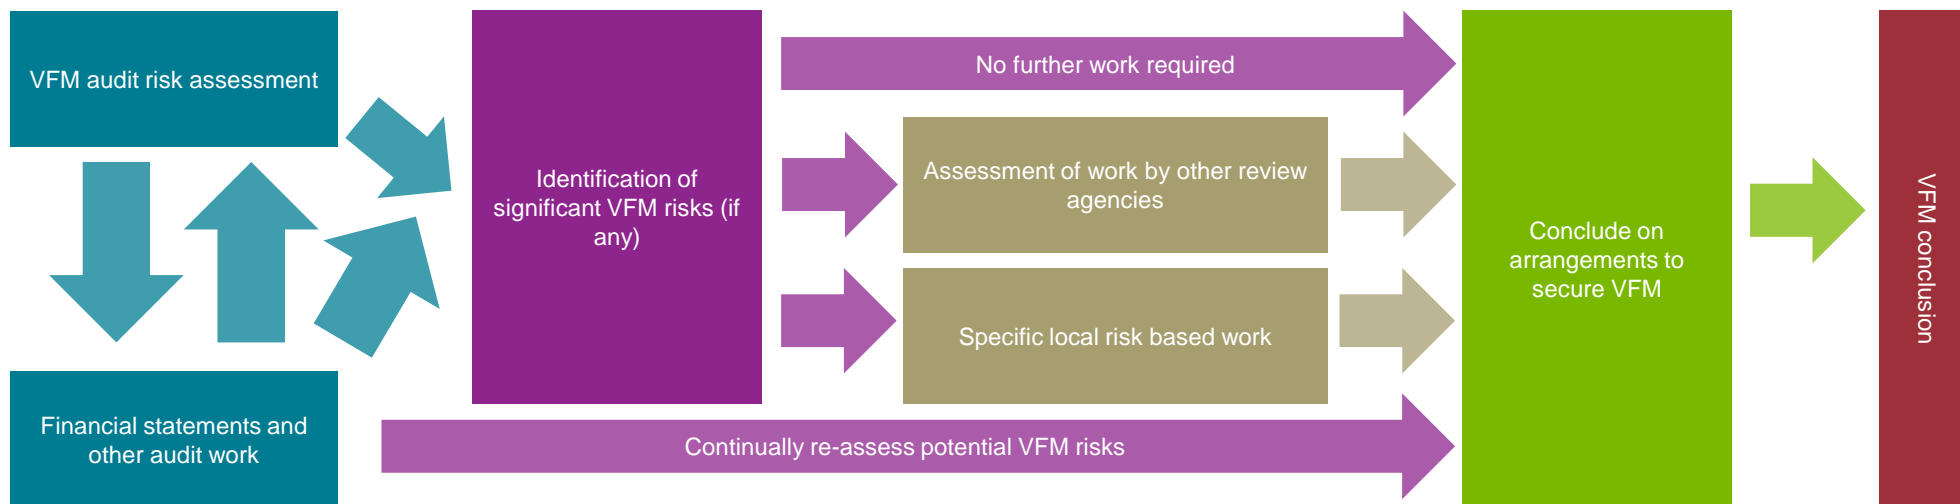 VFM audit risk assessment
Financial statements and
other audit work
Identification of
significant VFM risks (if
any)
No further work required
Assessment of work by other review
agencies
Specific local risk based work
Continually re-assess potential VFM risks
Conclude on
arrangements to
secure VFM
VFM conclusion